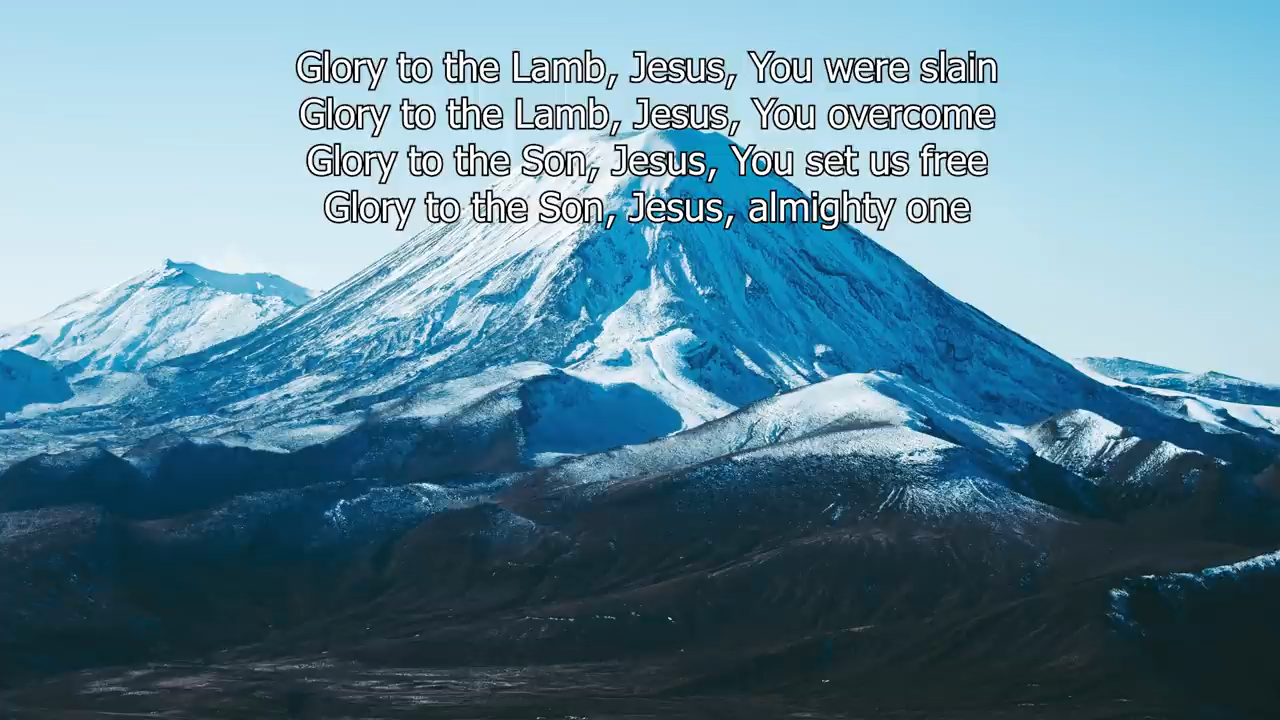 Glory to the Lamb, Jesus, You were slain
Glory to the Lamb, Jesus, You overcome
Glory to the Son, Jesus, You set us free
Glory to the Son, Jesus, almighty one